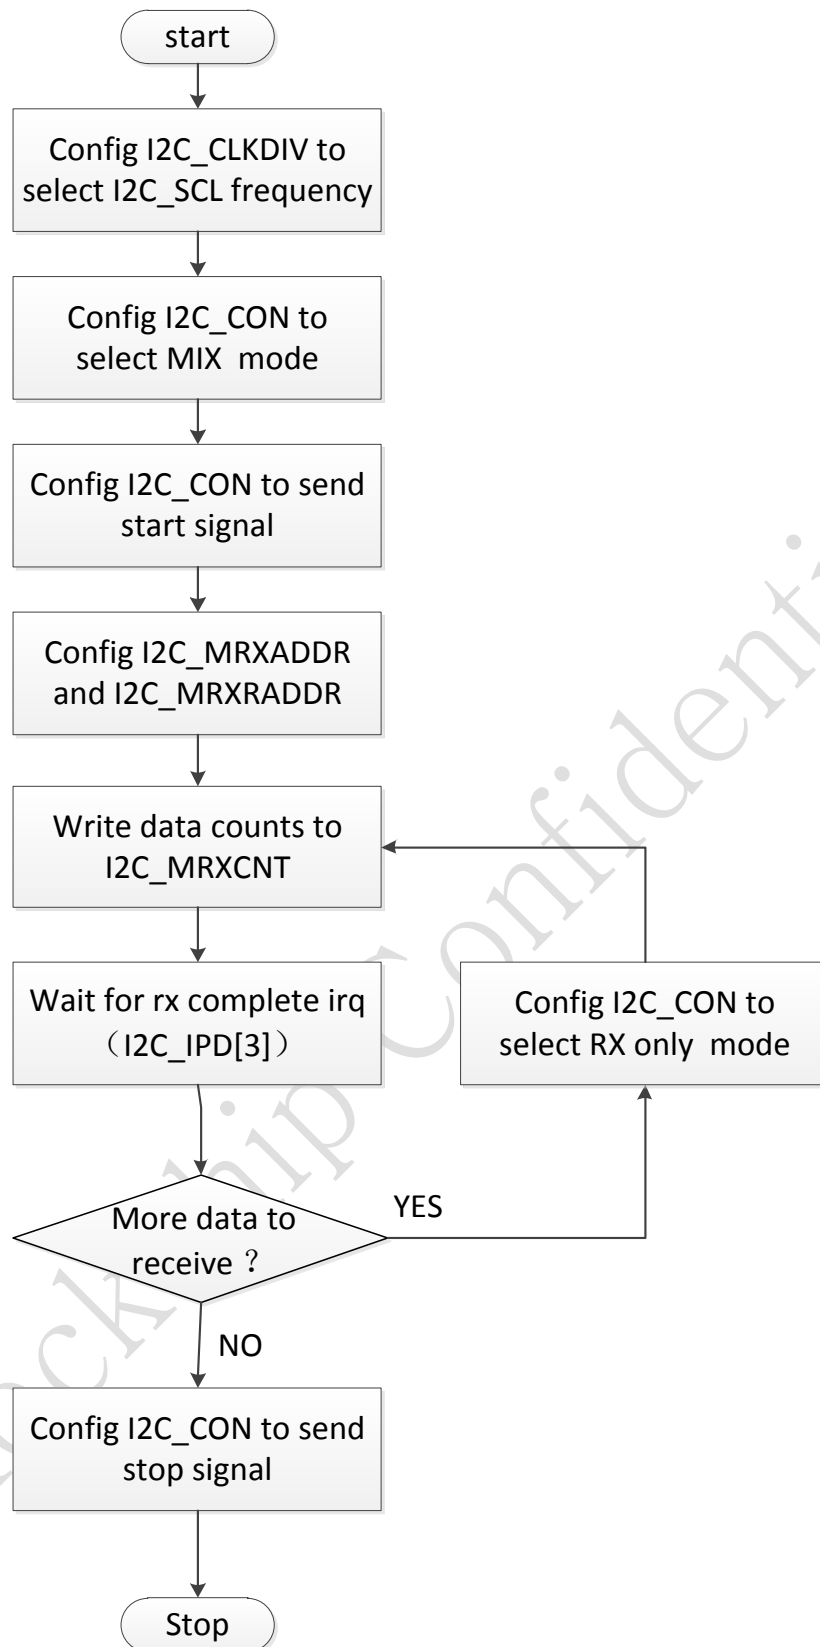 start
Config I2C_CLKDIV to
select I2C_SCL frequency
Config I2C_CON to
select MIX  mode
Config I2C_CON to send
start signal
Config I2C_MRXADDR
and I2C_MRXRADDR
Write data counts to
I2C_MRXCNT
Wait for rx complete irq
（I2C_IPD[3]）
Config I2C_CON to
select RX only  mode
More data to
receive ？
YES
NO
Config I2C_CON to send
stop signal
Stop